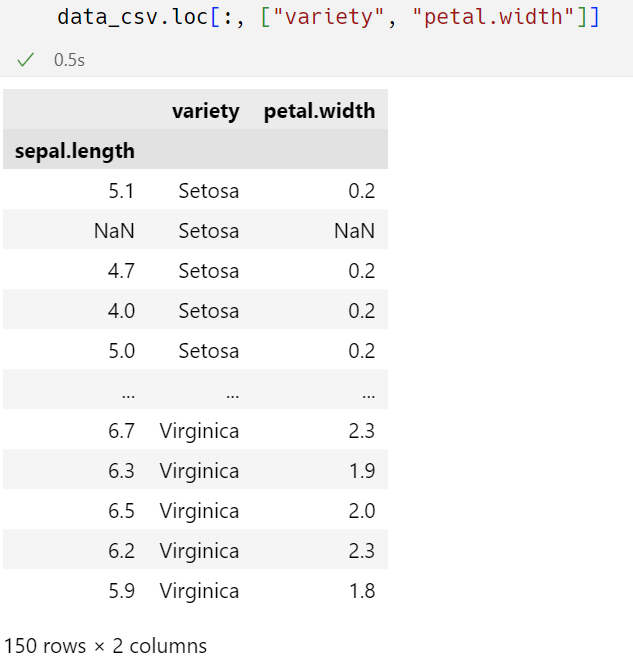 data_csv.loc[:, ["variety", "petal.width"]]
0.5s
variety petal.width
sepal.length
5.1 Setosa 0.2
NaN Setosa NaN
4.7 Setosa 0.2
4.0 Setosa 0.2
5.0 Setosa 0.2
... ... ...
6.7 Virginica 2.3
6.3 Virginica 1.9
6.5 Virginica 2.0
6.2 Virginica 2.3
5.9 Virginica 1.8
150 rows × 2 columns